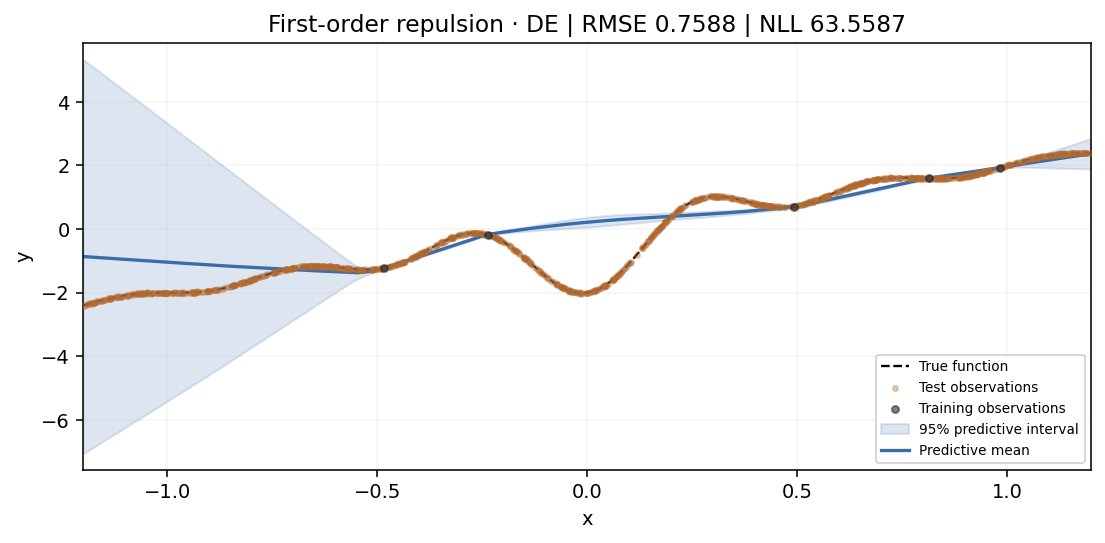 First-order repulsion · DE | RMSE 0.7588 | NLL 63.5587
y
4
2
0
−2
−4
−6
True function
Test observations
Training observations
95% predictive interval
Predictive mean
−1.0 −0.5 0.0 0.5 1.0
x